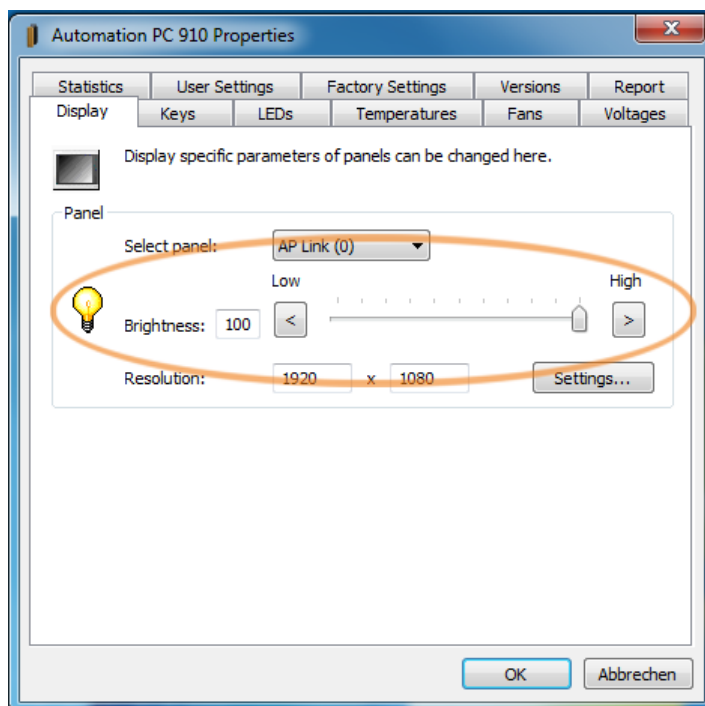 Automation PC 910 Properties
Statistics User Settings Factory Settings Versions Report
Display Keys LEDs Temperatures Fans Voltages
Display specific parameters of panels can be changed here.
Panel
Select panel: AP Link (0)
Low High
Brightness: 100 < >
Resolution: 1920 x 1080 Settings...
OK Abbrechen